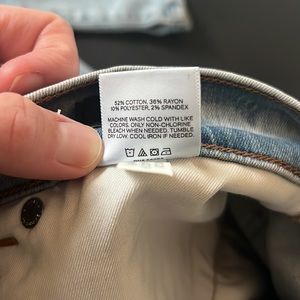 52% COTTON, 36% RAYON
10% POLYESTER, 2% SPANDEX
MACHINE WASH COLD WITH LIKE
COLORS. ONLY NON-CHLORINE
BLEACH WHEN NEEDED. TUMBLE
DRY LOW. COOL IRON IF NEEDED.